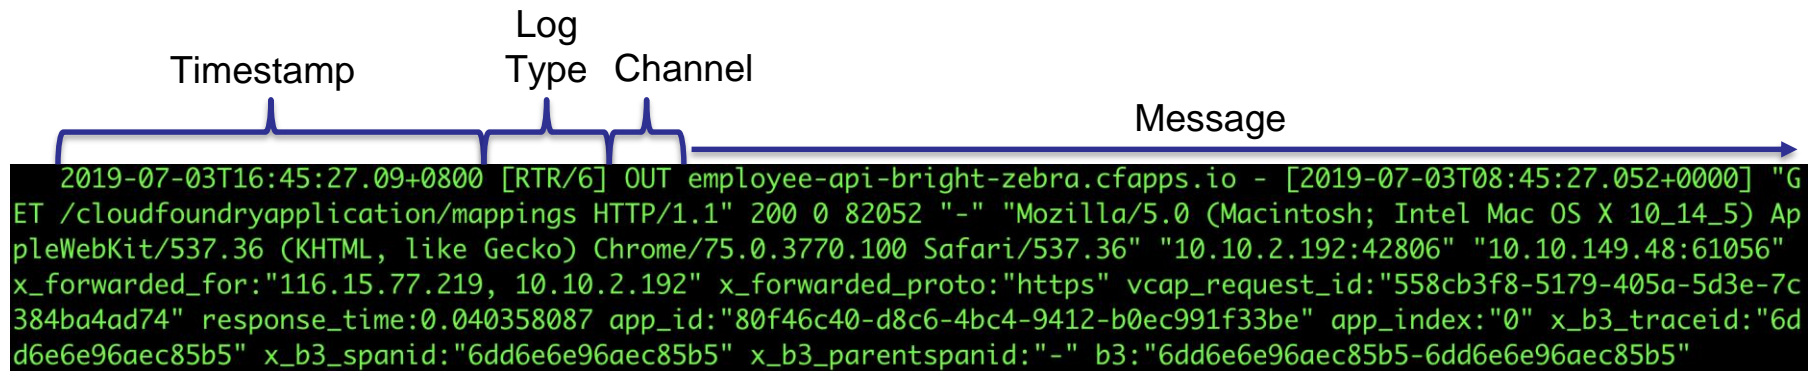 Log
Timestamp Type Channel
Message
2019-07-03T16:45:27.09+0800 [RTR/6] OUT employee-api-bright-zebra.cfapps.io - [2019-07-03T08:45:27.052+0000] "G
ET /cloudfoundryapplication/mappings HTTP/1.1" 200 0 82052 "-" "Mozilla/5.0 (Macintosh; Intel Mac OS X 10_14_5) Ap
pleWebKit/537.36 (KHTML, like Gecko) Chrome/75.0.3770.100 Safari/537.36" "10.10.2.192:42806" "10.10.149.48:61056"
x_forwarded_for:"116.15.77.219, 10.10.2.192" x_forwarded_proto:"https" vcap_request_id:"558cb3f8-5179-405a-5d3e-7c
384ba4ad74" response_time:0.040358087 app_id:"80f46c40-d8c6-4bc4-9412-b0ec991f33be" app_index:"0" x_b3_traceid:"6d
d6e6e96aec85b5" x_b3_spanid:"6dd6e6e96aec85b5" x_b3_parentspanid:"-" b3:"6dd6e6e96aec85b5-6dd6e6e96aec85b5"